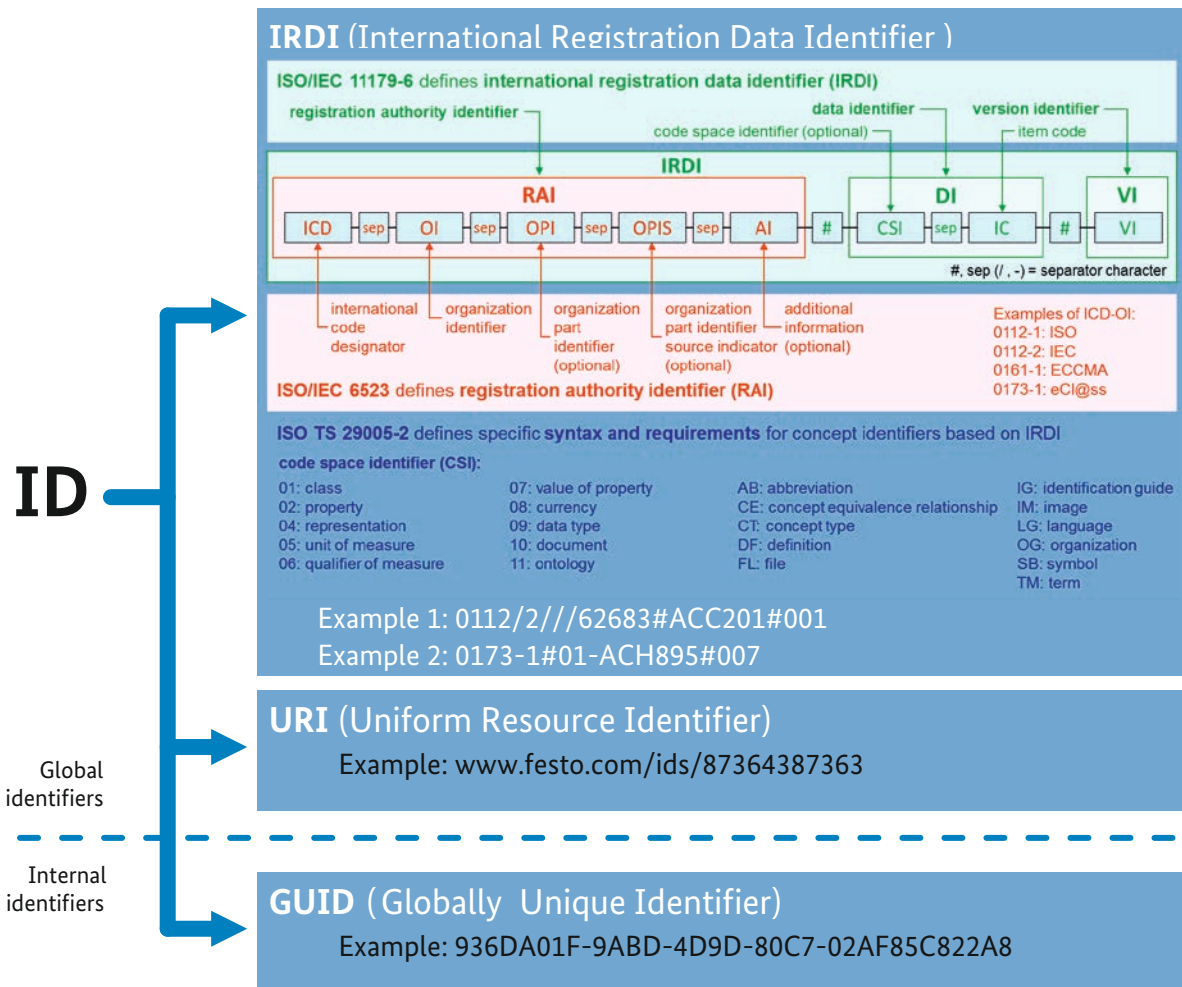 IRDI (International Registration Data Identifier )
ISO/IEC 11179-6 defines international registration data identifier (IRDI)
registration authority identifier
data identifier
version identifier
code space identifier (optional)
item code
IRDI
RAI
DI
VI
ICD sep OI sep OPI sep OPIS sep AI # CSI sep IC # VI
#, sep (/ , -) = separator character
international code designator
organization identifier
organization part identifier (optional)
organization part identifier source indicator (optional)
additional information (optional)
Examples of ICD-OI:
0112-1: ISO
0112-2: IEC
0161-1: ECCMA
0173-1: eCl@ss
ISO/IEC 6523 defines registration authority identifier (RAI)
ISO TS 29005-2 defines specific syntax and requirements for concept identifiers based on IRDI
code space identifier (CSI):
01: class
02: property
04: representation
05: unit of measure
06: qualifier of measure
07: value of property
08: currency
09: data type
10: document
11: ontology
AB: abbreviation
CE: concept equivalence relationship
CT: concept type
DF: definition
FL: file
IG: identification guide
IM: image
LG: language
OG: organization
SB: symbol
TM: term
Example 1: 0112/2///62683#ACC201#001
Example 2: 0173-1#01-ACH895#007
ID
URI (Uniform Resource Identifier)
Example: www.festo.com/ids/87364387363
Global
identifiers
Internal
identifiers
GUID (Globally Unique Identifier)
Example: 936DA01F-9ABD-4D9D-80C7-02AF85C822A8